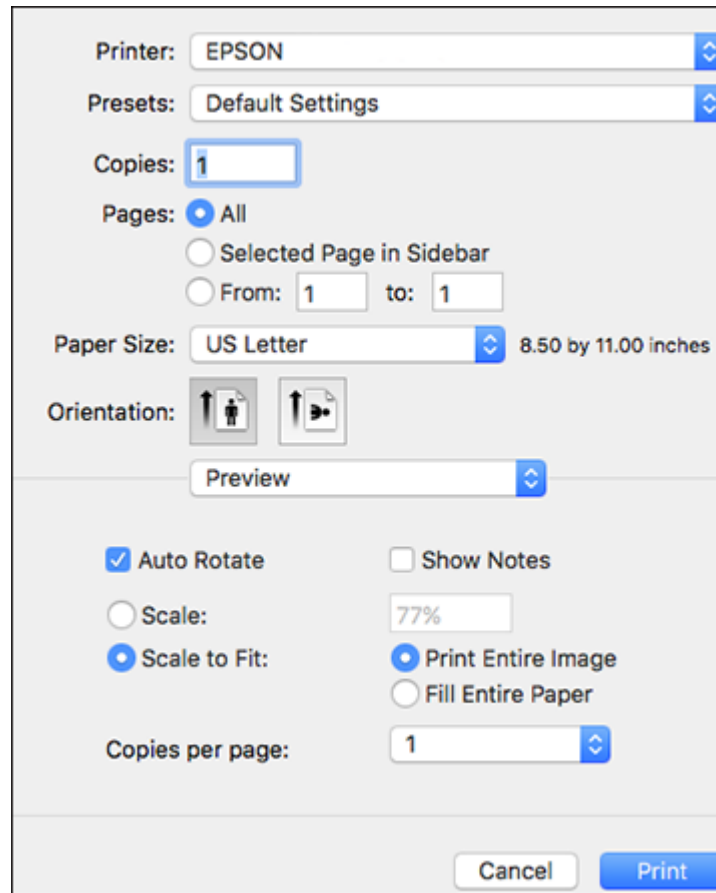 Printer: EPSON
Presets: Default Settings
Copies: 1
Pages: All
Selected Page in Sidebar
From: 1 to: 1
Paper Size: US Letter 8.50 by 11.00 inches
Orientation:
Preview
Auto Rotate Show Notes
Scale: 77%
Scale to Fit: Print Entire Image
Fill Entire Paper
Copies per page: 1
Cancel Print